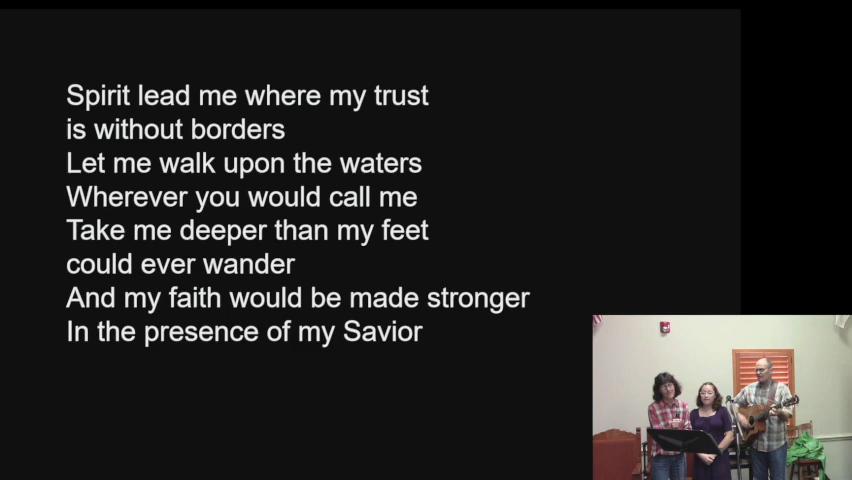 Spirit lead me where my trust
is without borders
Let me walk upon the waters
Wherever you would call me
Take me deeper than my feet
could ever wander
And my faith would be made stronger
In the presence of my Savior